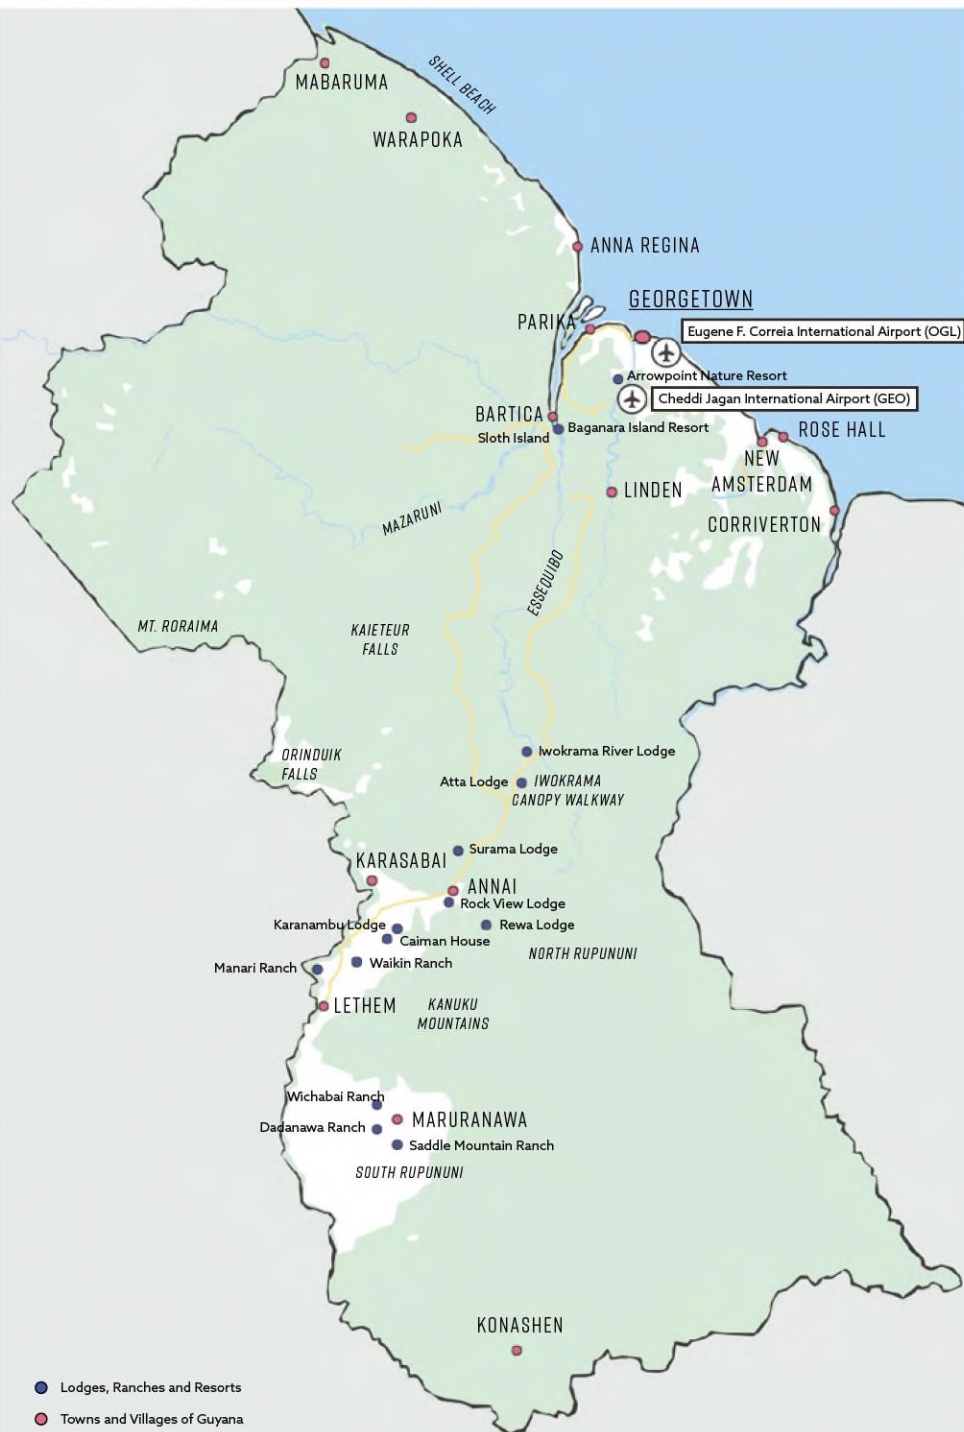 MABARUMA
SHELL BEACH
WARAPOKA
ANNA REGINA
GEORGETOWN
PARIKA
Eugene F. Correia International Airport (OGL)
Arrowpoint Nature Resort
Cheddi Jagan International Airport (GEO)
BARTICA
Baganara Island Resort
Sloth Island
ROSE HALL
NEW
AMSTERDAM
LINDEN
MAZARUNI
CORRIVERTON
ESSEQUIBO
MT. RORAIMA
KAIETEUR
FALLS
ORINDUIK
FALLS
Iwokrama River Lodge
Atta Lodge
IWOKRAMA
CANOPY WALKWAY
Surama Lodge
KARASABAI
ANNAI
Rock View Lodge
Karanambu Lodge
Rewa Lodge
Caiman House
NORTH RUPUNUNI
Manari Ranch
Waikin Ranch
LETHEM
KANUKU
MOUNTAINS
Wichabai Ranch
MARURANAWA
Dadanawa Ranch
Saddle Mountain Ranch
SOUTH RUPUNUNI
KONASHEN
Lodges, Ranches and Resorts
Towns and Villages of Guyana